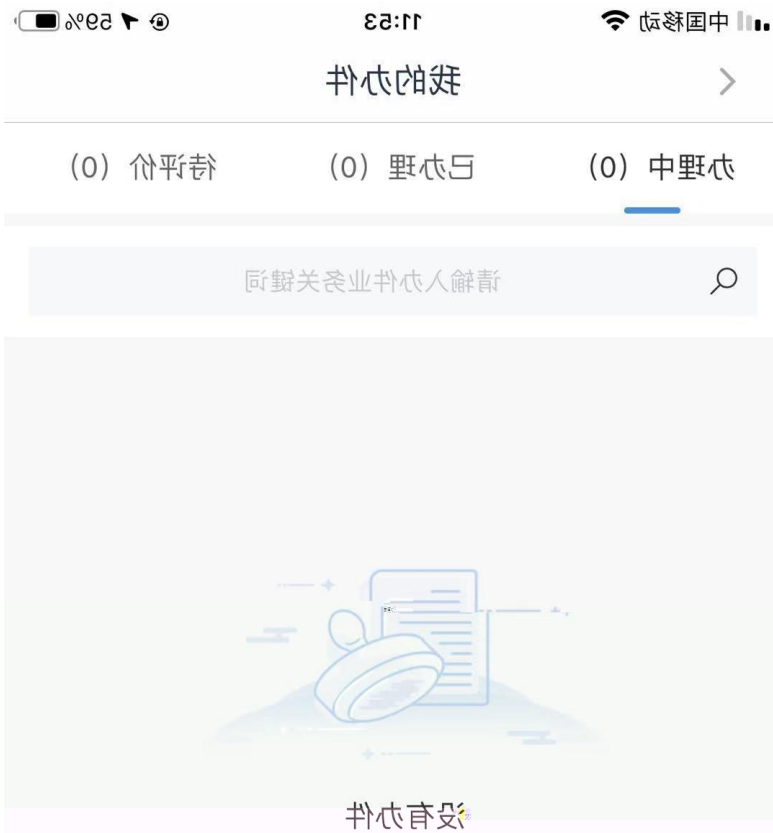 中国移动 11:53 59%
我的办件
办理中（0） 已办理（0） 待评价（0）
请输入办件业务关键词
没有办件